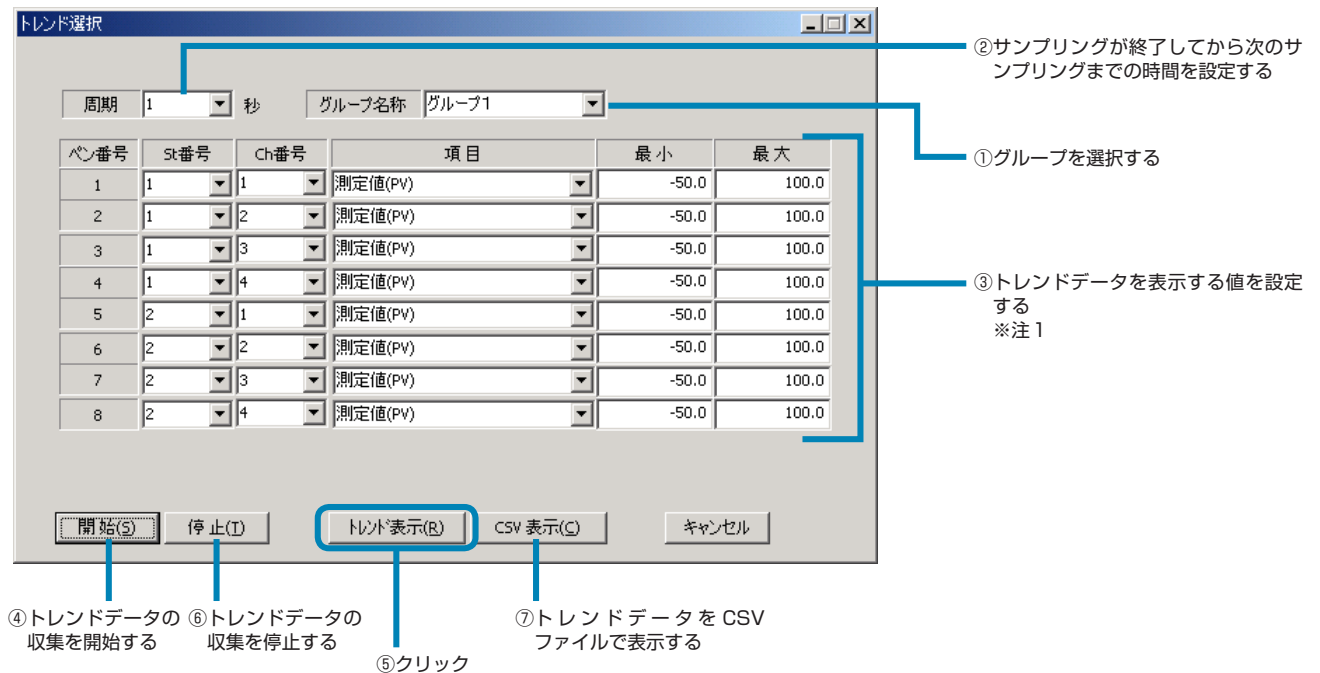 トレンド選択
②サンプリングが終了してから次のサ
ンプリングまでの時間を設定する
周期 1 秒 グループ名称 グループ1
①グループを選択する
ペン番号 St番号 Ch番号 項目 最小 最大
1 1 1 測定値(PV) -50.0 100.0
2 1 2 測定値(PV) -50.0 100.0
3 1 3 測定値(PV) -50.0 100.0
4 1 4 測定値(PV) -50.0 100.0
5 2 1 測定値(PV) -50.0 100.0
6 2 2 測定値(PV) -50.0 100.0
7 2 3 測定値(PV) -50.0 100.0
8 2 4 測定値(PV) -50.0 100.0
③トレンドデータを表示する値を設定
する
※注1
開始(S) 停止(T) トレンド表示(R) CSV 表示(C) キャンセル
④トレンドデータの
収集を開始する
⑥トレンドデータの
収集を停止する
⑤クリック
⑦トレンドデータを CSV
ファイルで表示する